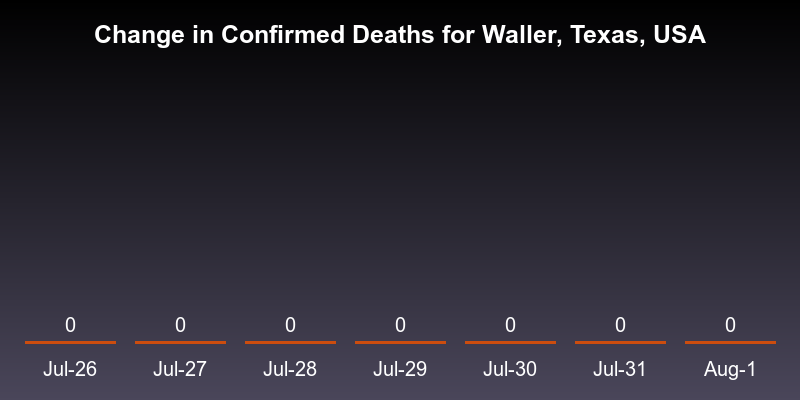 Change in Confirmed Deaths for Waller, Texas, USA
0 0 0 0 0 0 0
Jul-26 Jul-27 Jul-28 Jul-29 Jul-30 Jul-31 Aug-1